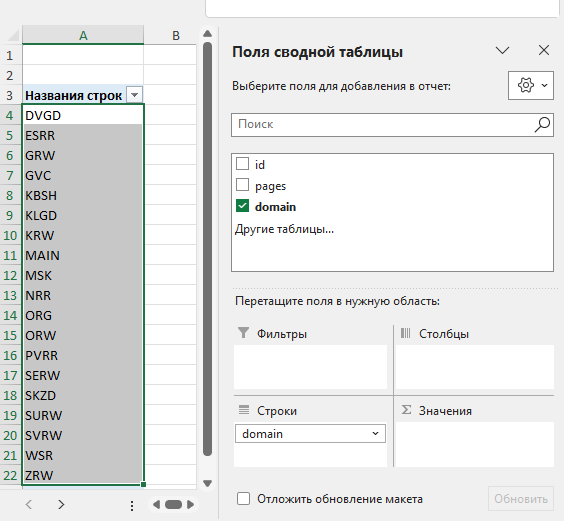 A B
1
2
3 Названия строк
4 DVGD
5 ESRR
6 GRW
7 GVC
8 KBSH
9 KLGD
10 KRW
11 MAIN
12 MSK
13 NRR
14 ORG
15 ORW
16 PVRR
17 SERW
18 SKZD
19 SURW
20 SVRW
21 WSR
22 ZRW
Поля сводной таблицы
Выберите поля для добавления в отчет:
Поиск
id
pages
domain
Другие таблицы...
Перетащите поля в нужную область:
Фильтры
Столбцы
Строки
Значения
domain
Отложить обновление макета
Обновить